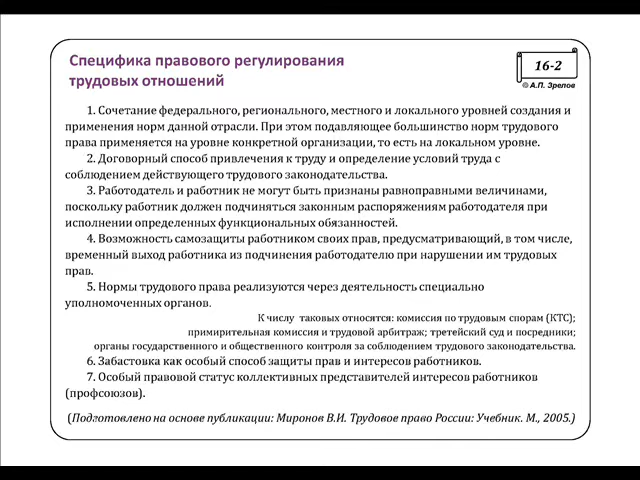 Специфика правового регулирования
трудовых отношений
16-2
© А.П. Зрелов
1. Сочетание федерального, регионального, местного и локального уровней создания и
применения норм данной отрасли. При этом подавляющее большинство норм трудового
права применяется на уровне конкретной организации, то есть на локальном уровне.
2. Договорный способ привлечения к труду и определение условий труда с
соблюдением действующего трудового законодательства.
3. Работодатель и работник не могут быть признаны равноправными величинами,
поскольку работник должен подчиняться законным распоряжениям работодателя при
исполнении определенных функциональных обязанностей.
4. Возможность самозащиты работником своих прав, предусматривающий, в том числе,
временный выход работника из подчинения работодателю при нарушении им трудовых
прав.
5. Нормы трудового права реализуются через деятельность специально
уполномоченных органов.
К числу таковых относятся: комиссия по трудовым спорам (КТС);
примирительная комиссия и трудовой арбитраж; третейский суд и посредники;
органы государственного и общественного контроля за соблюдением трудового законодательства.
6. Забастовка как особый способ защиты прав и интересов работников.
7. Особый правовой статус коллективных представителей интересов работников
(профсоюзов).
(Подготовлено на основе публикации: Миронов В.И. Трудовое право России: Учебник. М., 2005.)